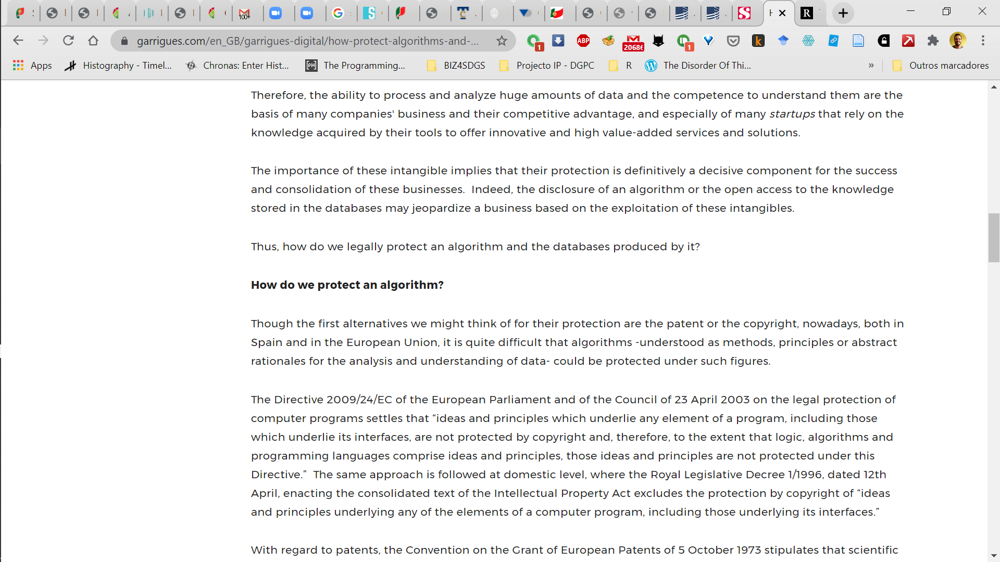 100+
garrigues.com/en_GB/garrigues-digital/how-protect-algorithms-and-...
1
ABP
2068
1
Apps
Histography - Timel...
Chronas: Enter Hist...
[PH]
The Programming...
BIZ4SDGS
Projecto IP - DGPC
R
The Disorder Of Thi...
»
Outros marcadores
Therefore, the ability to process and analyze huge amounts of data and the competence to understand them are the
basis of many companies' business and their competitive advantage, and especially of many startups that rely on the
knowledge acquired by their tools to offer innovative and high value-added services and solutions.
The importance of these intangible implies that their protection is definitively a decisive component for the success
and consolidation of these businesses.  Indeed, the disclosure of an algorithm or the open access to the knowledge
stored in the databases may jeopardize a business based on the exploitation of these intangibles.
Thus, how do we legally protect an algorithm and the databases produced by it?
How do we protect an algorithm?
Though the first alternatives we might think of for their protection are the patent or the copyright, nowadays, both in
Spain and in the European Union, it is quite difficult that algorithms -understood as methods, principles or abstract
rationales for the analysis and understanding of data- could be protected under such figures.
The Directive 2009/24/EC of the European Parliament and of the Council of 23 April 2003 on the legal protection of
computer programs settles that “ideas and principles which underlie any element of a program, including those
which underlie its interfaces, are not protected by copyright and, therefore, to the extent that logic, algorithms and
programming languages comprise ideas and principles, those ideas and principles are not protected under this
Directive.”  The same approach is followed at domestic level, where the Royal Legislative Decree 1/1996, dated 12th
April, enacting the consolidated text of the Intellectual Property Act excludes the protection by copyright of “ideas
and principles underlying any of the elements of a computer program, including those underlying its interfaces.”
With regard to patents, the Convention on the Grant of European Patents of 5 October 1973 stipulates that scientific